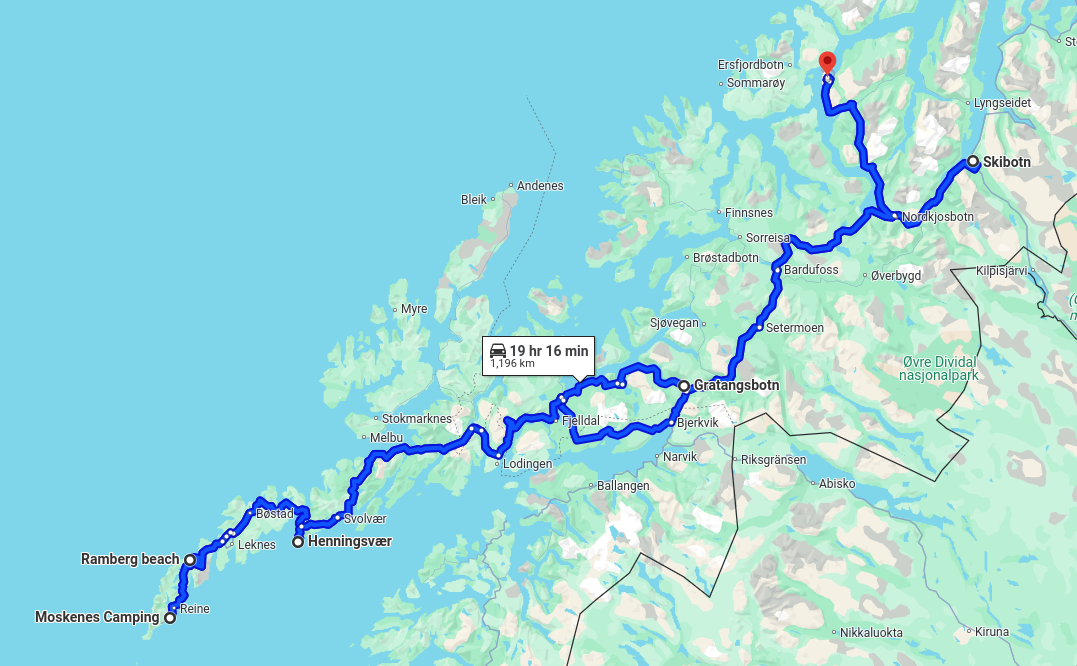 St
Ersfjordbotn
Sommarøy
Lyngseidet
Skibotn
Andenes
Bleik
Finnsnes
Nordkjosbotn
Sorreisa
Brøstadbotn
Bardufoss
Øverbygd
Kilpisjärvi
(
n
Myre
Sjøvegan
Setermoen
19 hr 16 min
1,196 km
Øvre Dividal
nasjonalpark
Gratangsbotn
Stokmarknes
Fjelldal
Bjerkvik
Melbu
Lodingen
Narvik
Riksgränsen
Ballangen
Abisko
Bøstad
Svolvær
Henningsvær
Leknes
Ramberg beach
Reine
Moskenes Camping
Nikkaluokta
Kiruna